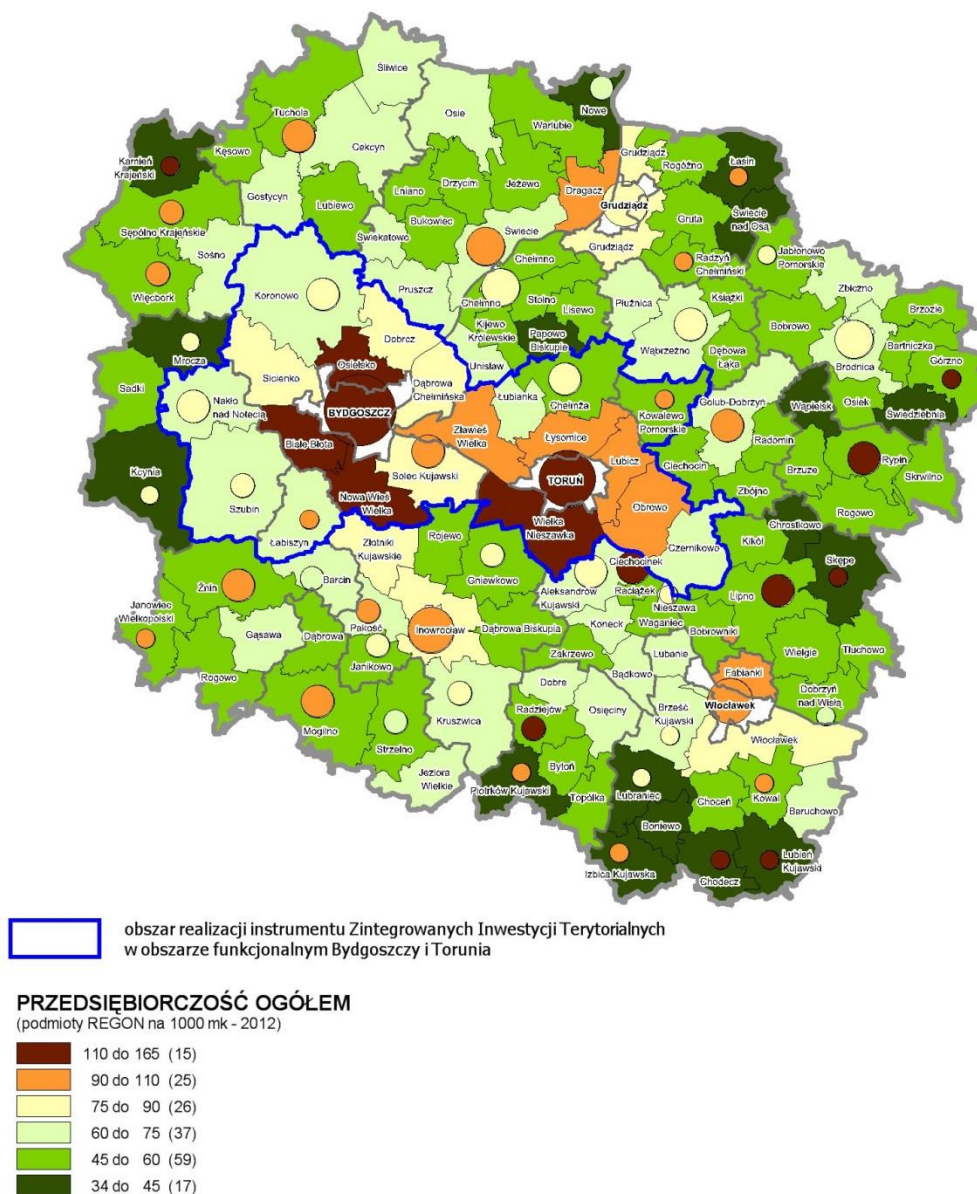 Śliwice
Tuchola
Osie
Nowe
Warlubie
Kęsowo
Cekcyn
Kamień
Krajeński
Grudziądz
Rogóźno
Łasin
Gostycyn
Lubiewo
Lniano
Drzycim
Jeżewo
Dragacz
Grudziądz
Sępólno Krajeńskie
Bukowiec
Świecie
nad Osą
Świekatowo
Świecie
Gruta
Sośno
Grudziądz
Chełmno
Radzyń
Chełmiński
Jabłonowo
Pomorskie
Więcbork
Koronowo
Pruszcz
Chełmno
Stolno
Lisewo
Płużnica
Książki
Zbiczno
Brzozie
Kijewo
Królewskie
Papowo
Biskupie
Bobrowo
Bartniczka
Mrocza
Osielsko
Dobrcz
Wąbrzeźno
Dębowa
Łąka
Brodnica
Górzno
Sadki
Sicienko
Unisław
Dąbrowa
Chełmińska
Nakło
nad Notecią
BYDGOSZCZ
Łubianka
Chełmża
Kowalewo
Pomorskie
Golub-Dobrzyń
Wąpielsk
Osiek
Świedziebnia
Białe Błota
Zławieś
Wielka
Łysomice
Radomin
Kcynia
Solec Kujawski
Lubicz
Ciechocin
Brzuze
Rypin
Skrwilno
Szubin
Nowa Wieś
Wielka
TORUŃ
Zbójno
Rogowo
Łabiszyn
Wielka
Nieszawka
Obrowo
Czernikowo
Chrostkowo
Złotniki
Kujawskie
Rojewo
Kikół
Skępe
Żnin
Barcin
Gniewkowo
Aleksandrów
Kujawski
Ciechocinek
Raciążek
Nieszawa
Lipno
Janowiec
Wielkopolski
Gąsawa
Dąbrowa
Pakość
Inowrocław
Dąbrowa Biskupia
Koneck
Waganiec
Bobrowniki
Wielgie
Tłuchowo
Janikowo
Zakrzewo
Lubanie
Rogowo
Bądkowo
Fabianki
Dobre
Mogilno
Kruszwica
Radziejów
Osięciny
Brześć
Kujawski
Włocławek
Dobrzyń
nad Wisłą
Strzelno
Włocławek
Jeziora
Wielkie
Piotrków Kujawski
Bytoń
Topólka
Lubraniec
Choceń
Kowal
Baruchowo
Boniewo
Izbica Kujawska
Chodecz
Lubień
Kujawski
obszar realizacji instrumentu Zintegrowanych Inwestycji Terytorialnych
w obszarze funkcjonalnym Bydgoszczy i Torunia
PRZEDSIĘBIORCZOŚĆ OGÓŁEM
(podmioty REGON na 1000 mk - 2012)
110 do 165 (15)
90 do 110 (25)
75 do 90 (26)
60 do 75 (37)
45 do 60 (59)
34 do 45 (17)